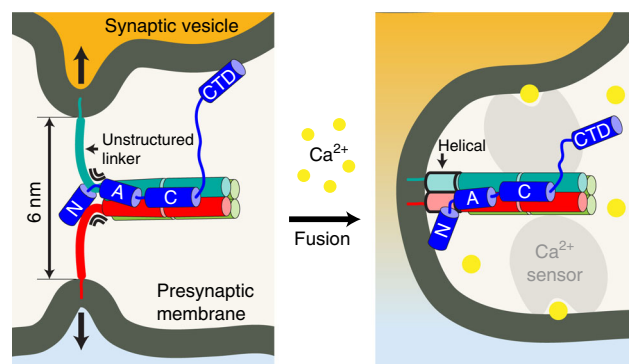 Synaptic vesicle
CTD
Unstructured
linker
6 nm
N
A
C
Presynaptic
membrane
Ca²⁺
Fusion
Helical
CTD
A
C
N
Ca²⁺
sensor